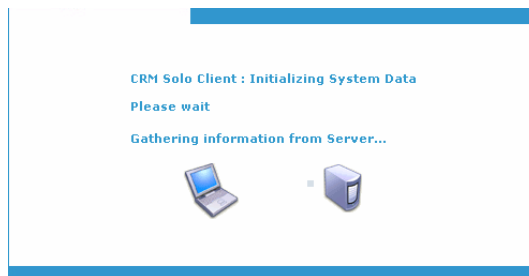 CRM Solo Client : Initializing System Data
Please wait
Gathering information from Server...